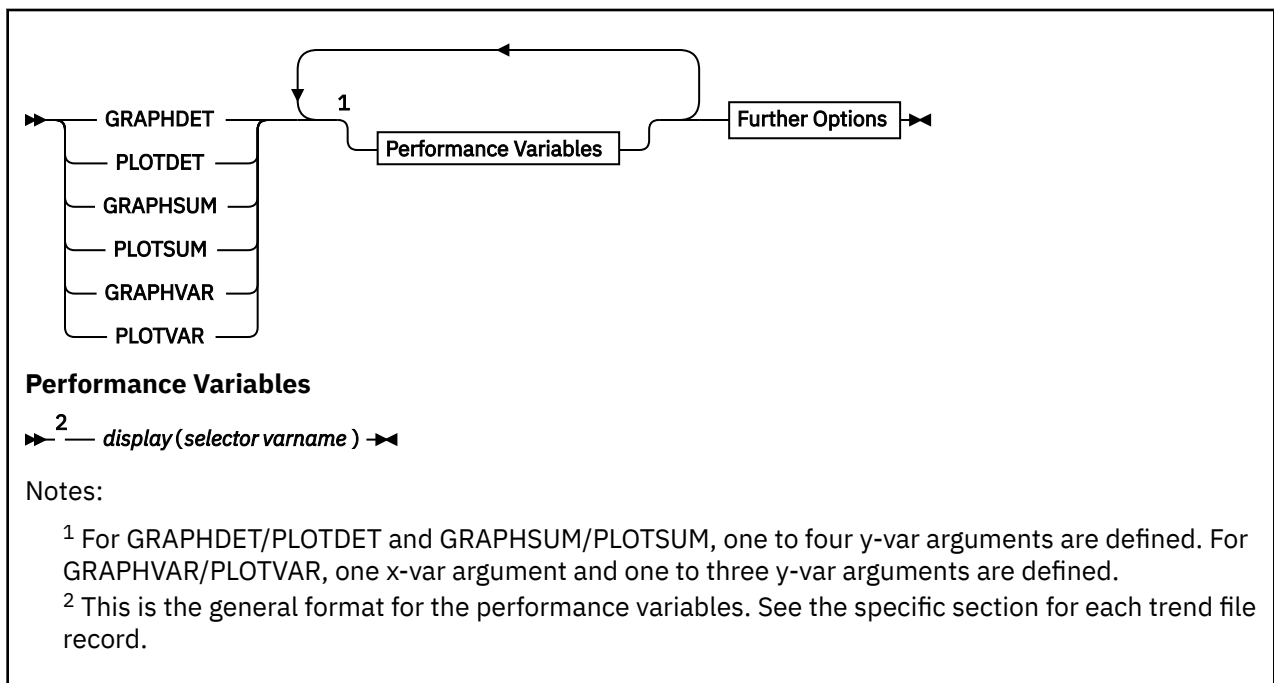 1
GRAPHDET
PLOTDET
GRAPHSUM
PLOTSUM
GRAPHVAR
PLOTVAR
Performance Variables
Further Options
Performance Variables
2
display ( selector varname )
Notes:
1 For GRAPHDET/PLOTDET and GRAPHSUM/PLOTSUM, one to four y-var arguments are defined. For
GRAPHVAR/PLOTVAR, one x-var argument and one to three y-var arguments are defined.
2 This is the general format for the performance variables. See the specific section for each trend file
record.